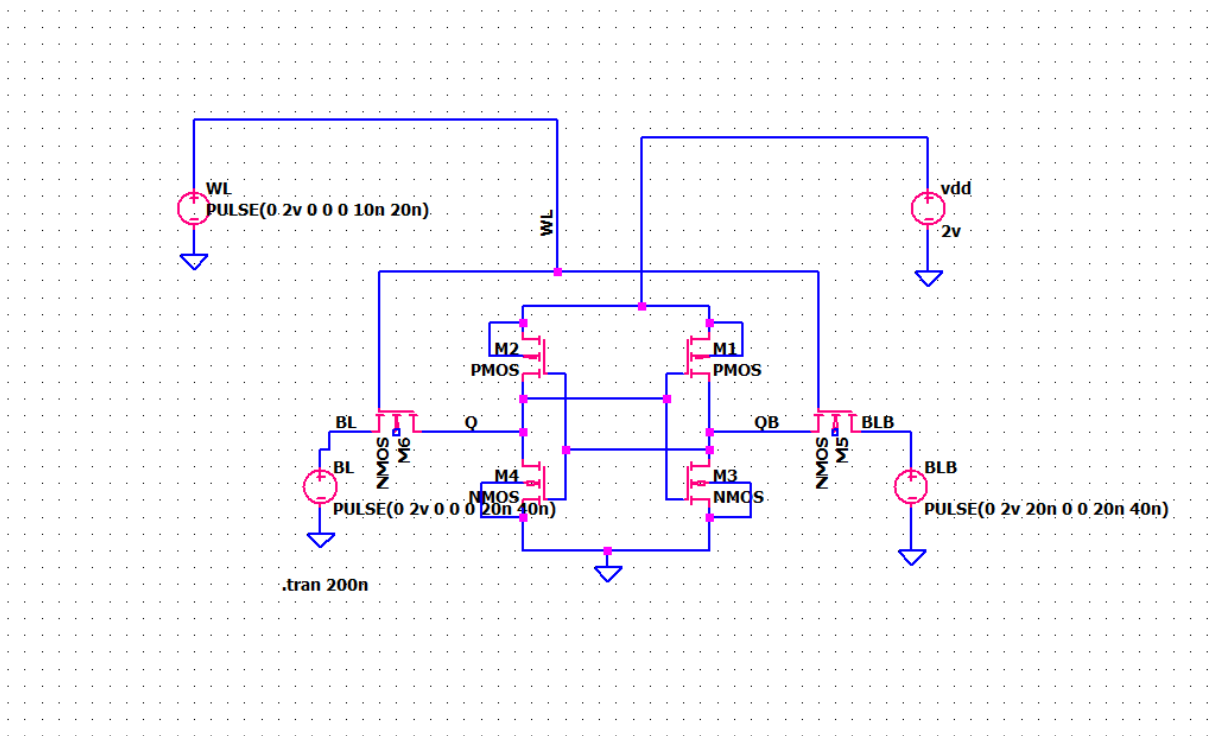 WL
PULSE(0 2v 0 0 0 10n 20n)
WL
vdd
2v
M2
PMOS
M1
PMOS
BL
NMOS
M6
Q
QB
NMOS
M5
BLB
BL
PULSE(0 2v 0 0 0 20n 40n)
M4
NMOS
M3
NMOS
BLB
PULSE(0 2v 20n 0 0 20n 40n)
.tran 200n